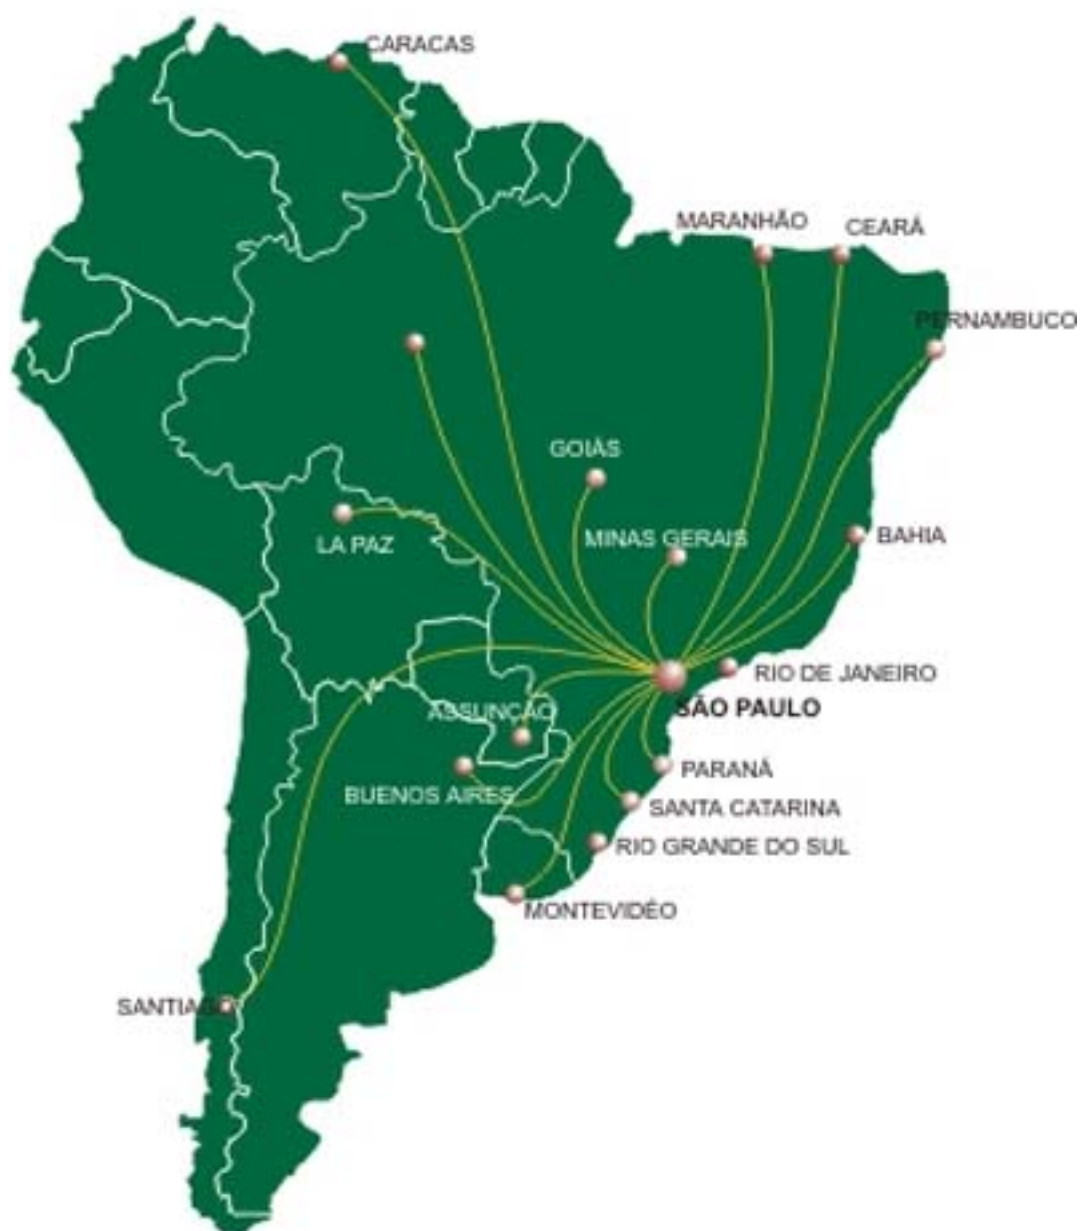 CARACAS
MARANHÃO
CEARÁ
PERNAMBUCO
GOIÁS
MINAS GERAIS
BAHIA
LA PAZ
RIO DE JANEIRO
SÃO PAULO
ASSUNÇÃO
PARANÁ
BUENOS AIRES
SANTA CATARINA
RIO GRANDE DO SUL
MONTEVIDÉO
SANTIAGO